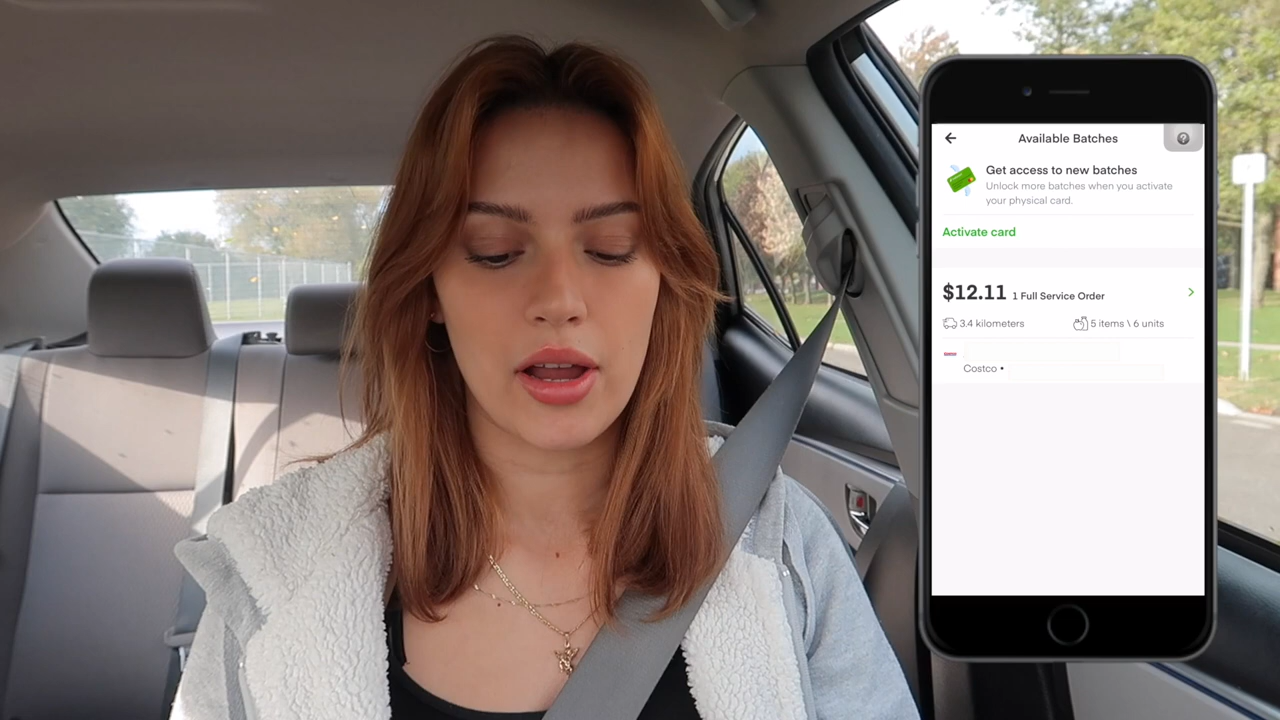 Available Batches
?
Get access to new batches
Unlock more batches when you activate
your physical card.
Activate card
$12.11 1 Full Service Order
3.4 kilometers
5 items \ 6 units
Costco •